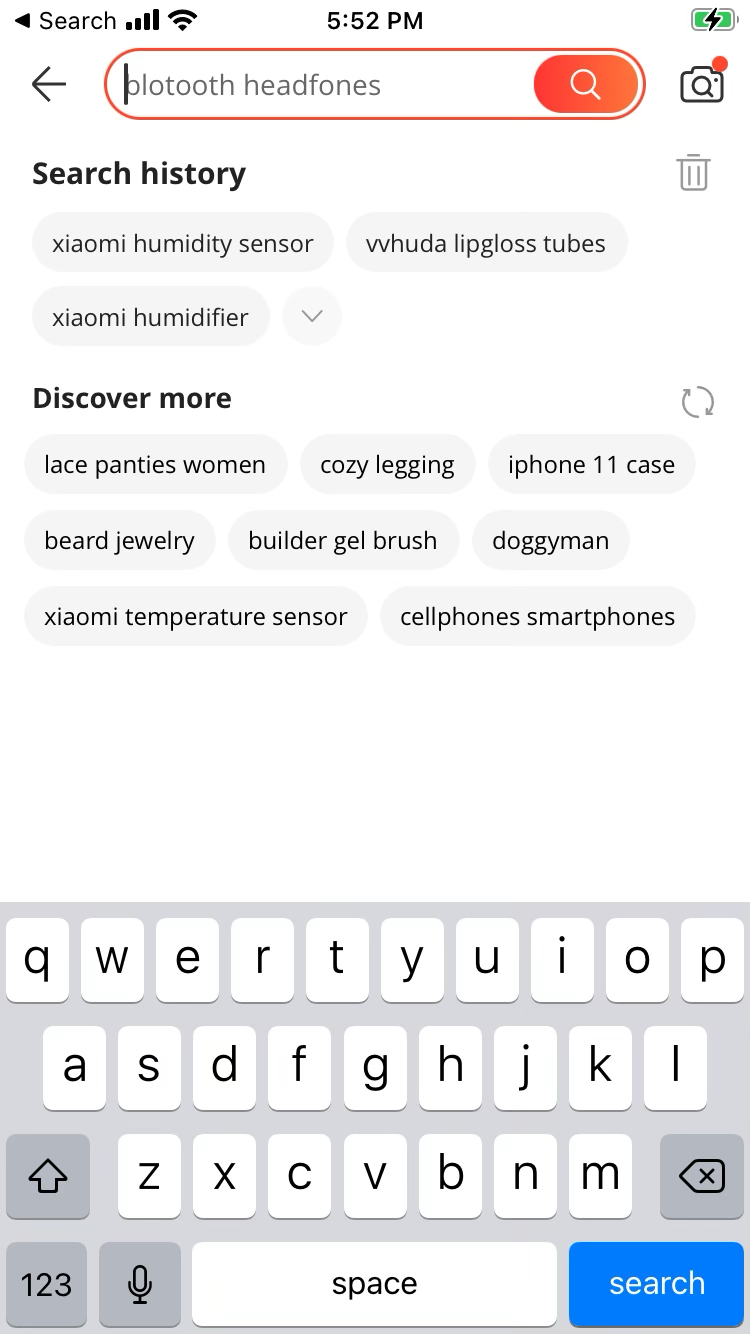 Search 5:52 PM
blotooth headfones
Search history
xiaomi humidity sensor vvhuda lipgloss tubes
xiaomi humidifier
Discover more
lace panties women cozy legging iphone 11 case
beard jewelry builder gel brush doggyman
xiaomi temperature sensor cellphones smartphones
q w e r t y u i o p
a s d f g h j k l
z x c v b n m
123 space search